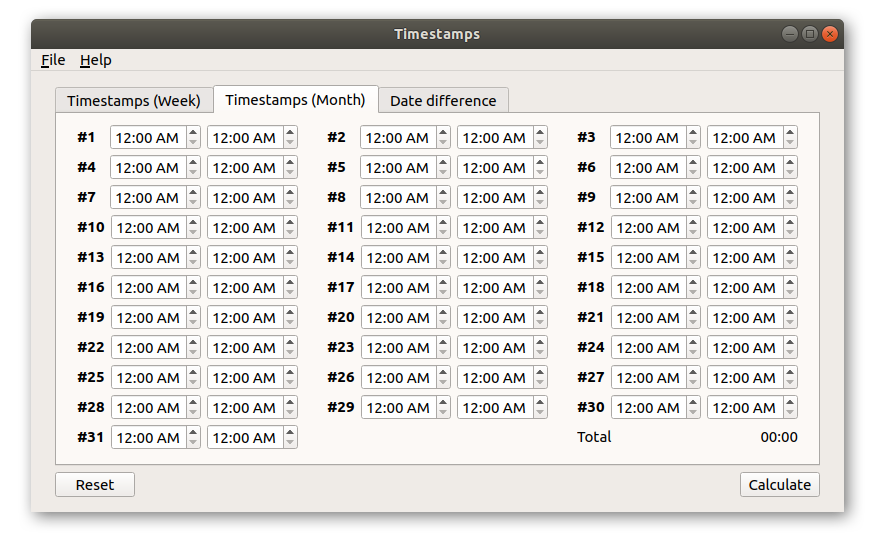 Timestamps
File Help
Timestamps (Week) Timestamps (Month) Date difference
#1 12:00 AM 12:00 AM #2 12:00 AM 12:00 AM #3 12:00 AM 12:00 AM
#4 12:00 AM 12:00 AM #5 12:00 AM 12:00 AM #6 12:00 AM 12:00 AM
#7 12:00 AM 12:00 AM #8 12:00 AM 12:00 AM #9 12:00 AM 12:00 AM
#10 12:00 AM 12:00 AM #11 12:00 AM 12:00 AM #12 12:00 AM 12:00 AM
#13 12:00 AM 12:00 AM #14 12:00 AM 12:00 AM #15 12:00 AM 12:00 AM
#16 12:00 AM 12:00 AM #17 12:00 AM 12:00 AM #18 12:00 AM 12:00 AM
#19 12:00 AM 12:00 AM #20 12:00 AM 12:00 AM #21 12:00 AM 12:00 AM
#22 12:00 AM 12:00 AM #23 12:00 AM 12:00 AM #24 12:00 AM 12:00 AM
#25 12:00 AM 12:00 AM #26 12:00 AM 12:00 AM #27 12:00 AM 12:00 AM
#28 12:00 AM 12:00 AM #29 12:00 AM 12:00 AM #30 12:00 AM 12:00 AM
#31 12:00 AM 12:00 AM Total 00:00
Reset Calculate